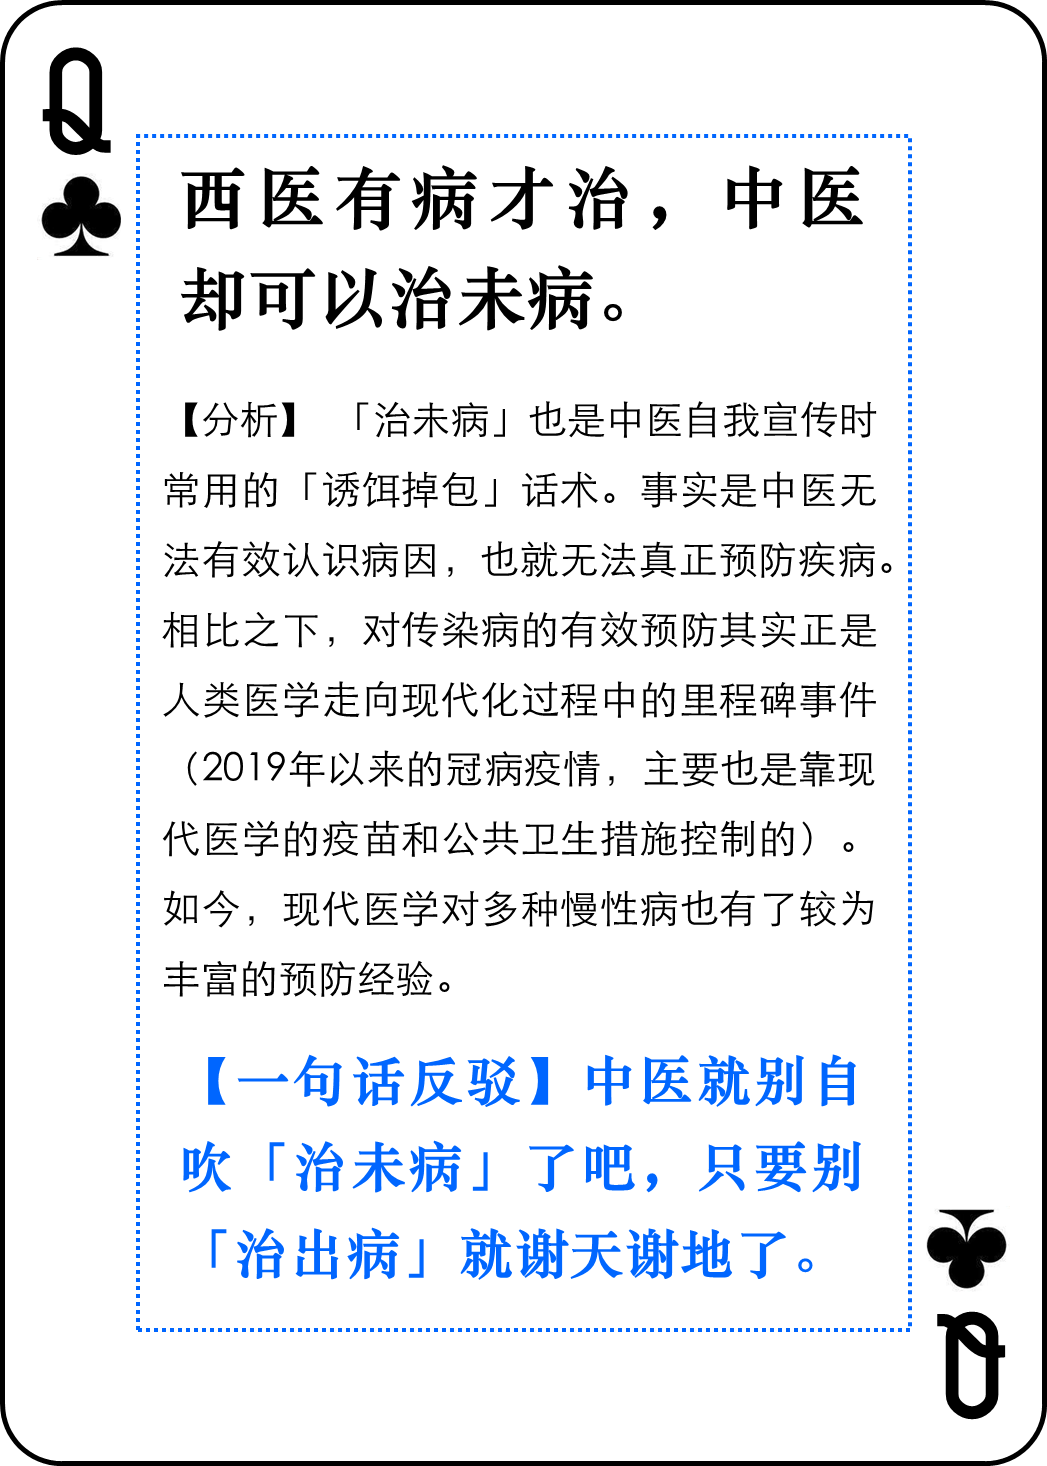 Q
西医有病才治，中医
却可以治未病。
【分析】「治未病」也是中医自我宣传时
常用的「诱饵掉包」话术。事实是中医无
法有效认识病因，也就无法真正预防疾病。
相比之下，对传染病的有效预防其实正是
人类医学走向现代化过程中的里程碑事件
（2019年以来的冠病疫情，主要也是靠现
代医学的疫苗和公共卫生措施控制的）。
如今，现代医学对多种慢性病也有了较为
丰富的预防经验。
【一句话反驳】中医就别自
吹「治未病」了吧，只要别
「治出病」就谢天谢地了。
Q